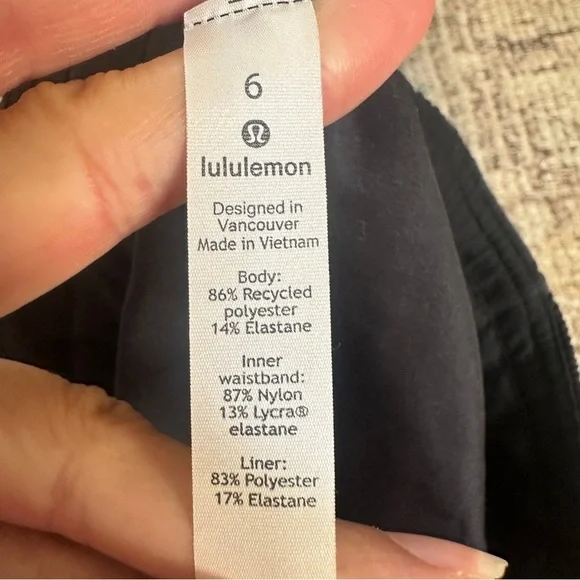 6
lululemon
Designed in
Vancouver
Made in Vietnam
Body:
86% Recycled
polyester
14% Elastane
Inner
waistband:
87% Nylon
13% Lycra®
elastane
Liner:
83% Polyester
17% Elastane